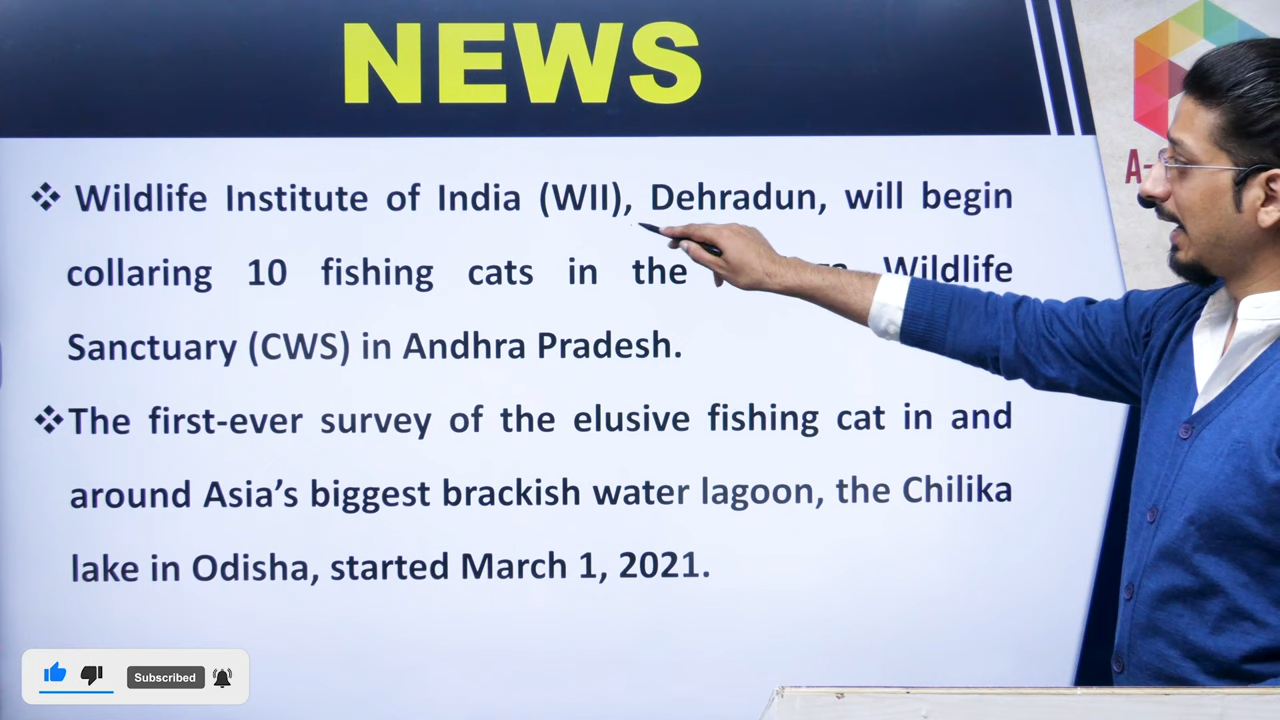 NEWS
❖ Wildlife Institute of India (WII), Dehradun, will begin
collaring 10 fishing cats in the Wildlife
Sanctuary (CWS) in Andhra Pradesh.
❖The first-ever survey of the elusive fishing cat in and
around Asia’s biggest brackish water lagoon, the Chilika
lake in Odisha, started March 1, 2021.
Subscribed